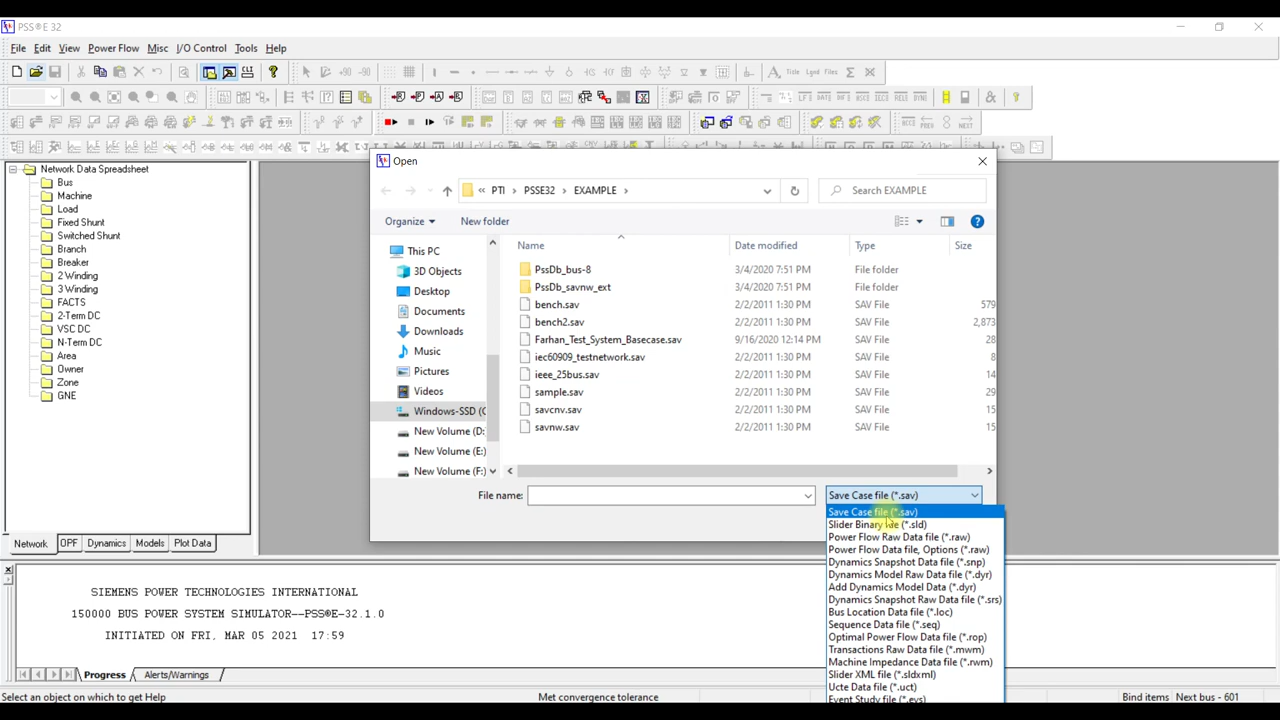 PSS®E 32
File Edit View Power Flow Misc I/O Control Tools Help
Network Data Spreadsheet
Bus
Machine
Load
Fixed Shunt
Switched Shunt
Branch
Breaker
2 Winding
3 Winding
FACTS
2-Term DC
VSC DC
N-Term DC
Area
Owner
Zone
GNE
Network OPF Dynamics Models Plot Data
Open
« PTI › PSSE32 › EXAMPLE ›
Search EXAMPLE
Organize New folder
This PC
3D Objects
Desktop
Documents
Downloads
Music
Pictures
Videos
Windows-SSD (C
New Volume (D:
New Volume (E:)
New Volume (F:)
Name Date modified Type Size
PssDb_bus-8 3/4/2020 7:51 PM File folder
PssDb_savnw_ext 3/4/2020 7:51 PM File folder
bench.sav 2/2/2011 1:30 PM SAV File 579
bench2.sav 2/2/2011 1:30 PM SAV File 2,873
Farhan_Test_System_Basecase.sav 9/16/2020 12:14 PM SAV File 28
iec60909_testnetwork.sav 2/2/2011 1:30 PM SAV File 8
ieee_25bus.sav 2/2/2011 1:30 PM SAV File 14
sample.sav 2/2/2011 1:30 PM SAV File 29
savcnv.sav 2/2/2011 1:30 PM SAV File 15
savnw.sav 2/2/2011 1:30 PM SAV File 15
File name:
Save Case file (*.sav)
Save Case file (*.sav)
Slider Binary file (*.sld)
Power Flow Raw Data file (*.raw)
Power Flow Data file, Options (*.raw)
Dynamics Snapshot Data file (*.snp)
Dynamics Model Raw Data file (*.dyr)
Add Dynamics Model Data (*.dyr)
Dynamics Snapshot Raw Data file (*.srs)
Bus Location Data file (*.loc)
Sequence Data file (*.seq)
Optimal Power Flow Data file (*.rop)
Transactions Raw Data file (*.mwm)
Machine Impedance Data file (*.rwm)
Slider XML file (*.sldxml)
Ucte Data file (*.uct)
Event Study file (*.evs)
SIEMENS POWER TECHNOLOGIES INTERNATIONAL
150000 BUS POWER SYSTEM SIMULATOR--PSS®E-32.1.0
INITIATED ON FRI, MAR 05 2021 17:59
Progress Alerts/Warnings
Select an object on which to get Help Met convergence tolerance Bind items Next bus - 601